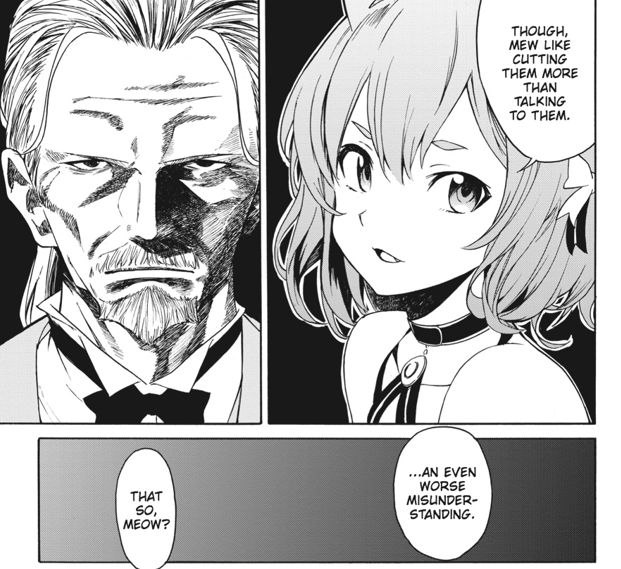 THOUGH,
MEW LIKE
CUTTING
THEM MORE
THAN
TALKING
TO THEM.
...AN EVEN
WORSE
MISUNDER-
STANDING.
THAT
SO,
MEOW?